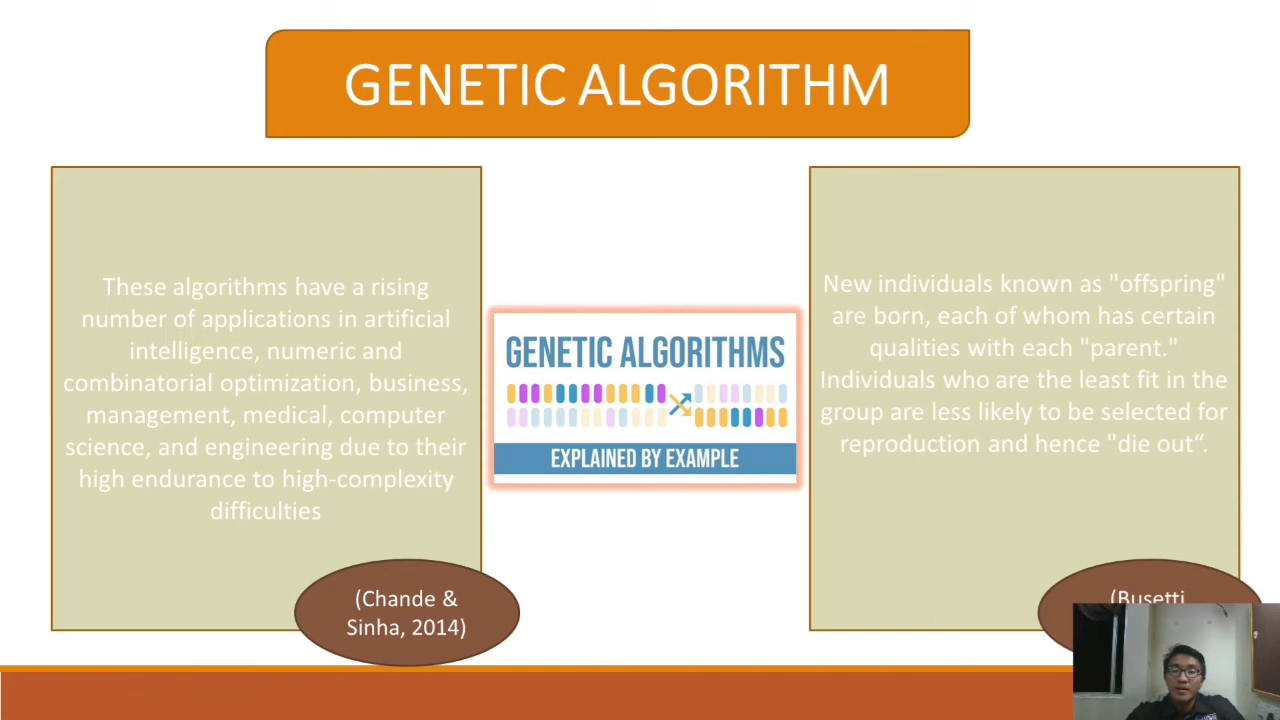 GENETIC ALGORITHM
These algorithms have a rising
number of applications in artificial
intelligence, numeric and
combinatorial optimization, business,
management, medical, computer
science, and engineering due to their
high endurance to high-complexity
difficulties
(Chande &
Sinha, 2014)
GENETIC ALGORITHMS
EXPLAINED BY EXAMPLE
New individuals known as "offspring"
are born, each of whom has certain
qualities with each "parent."
Individuals who are the least fit in the
group are less likely to be selected for
reproduction and hence "die out“.
(Busetti